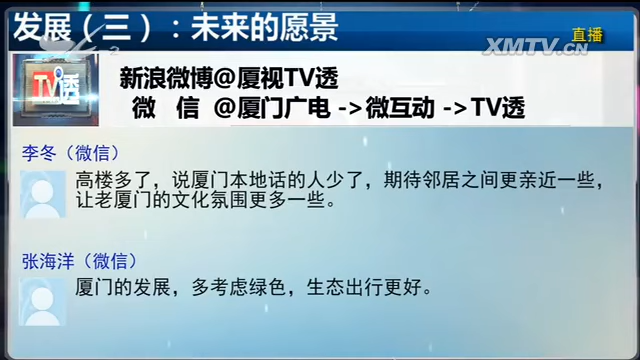 发展（三）：未来的愿景
2
直播
XMTV.CN
TV透
新浪微博@厦视TV透
微 信 @厦门广电 ->微互动 ->TV透
李冬（微信）
高楼多了，说厦门本地话的人少了，期待邻居之间更亲近一些，
让老厦门的文化氛围更多一些。
张海洋（微信）
厦门的发展，多考虑绿色，生态出行更好。